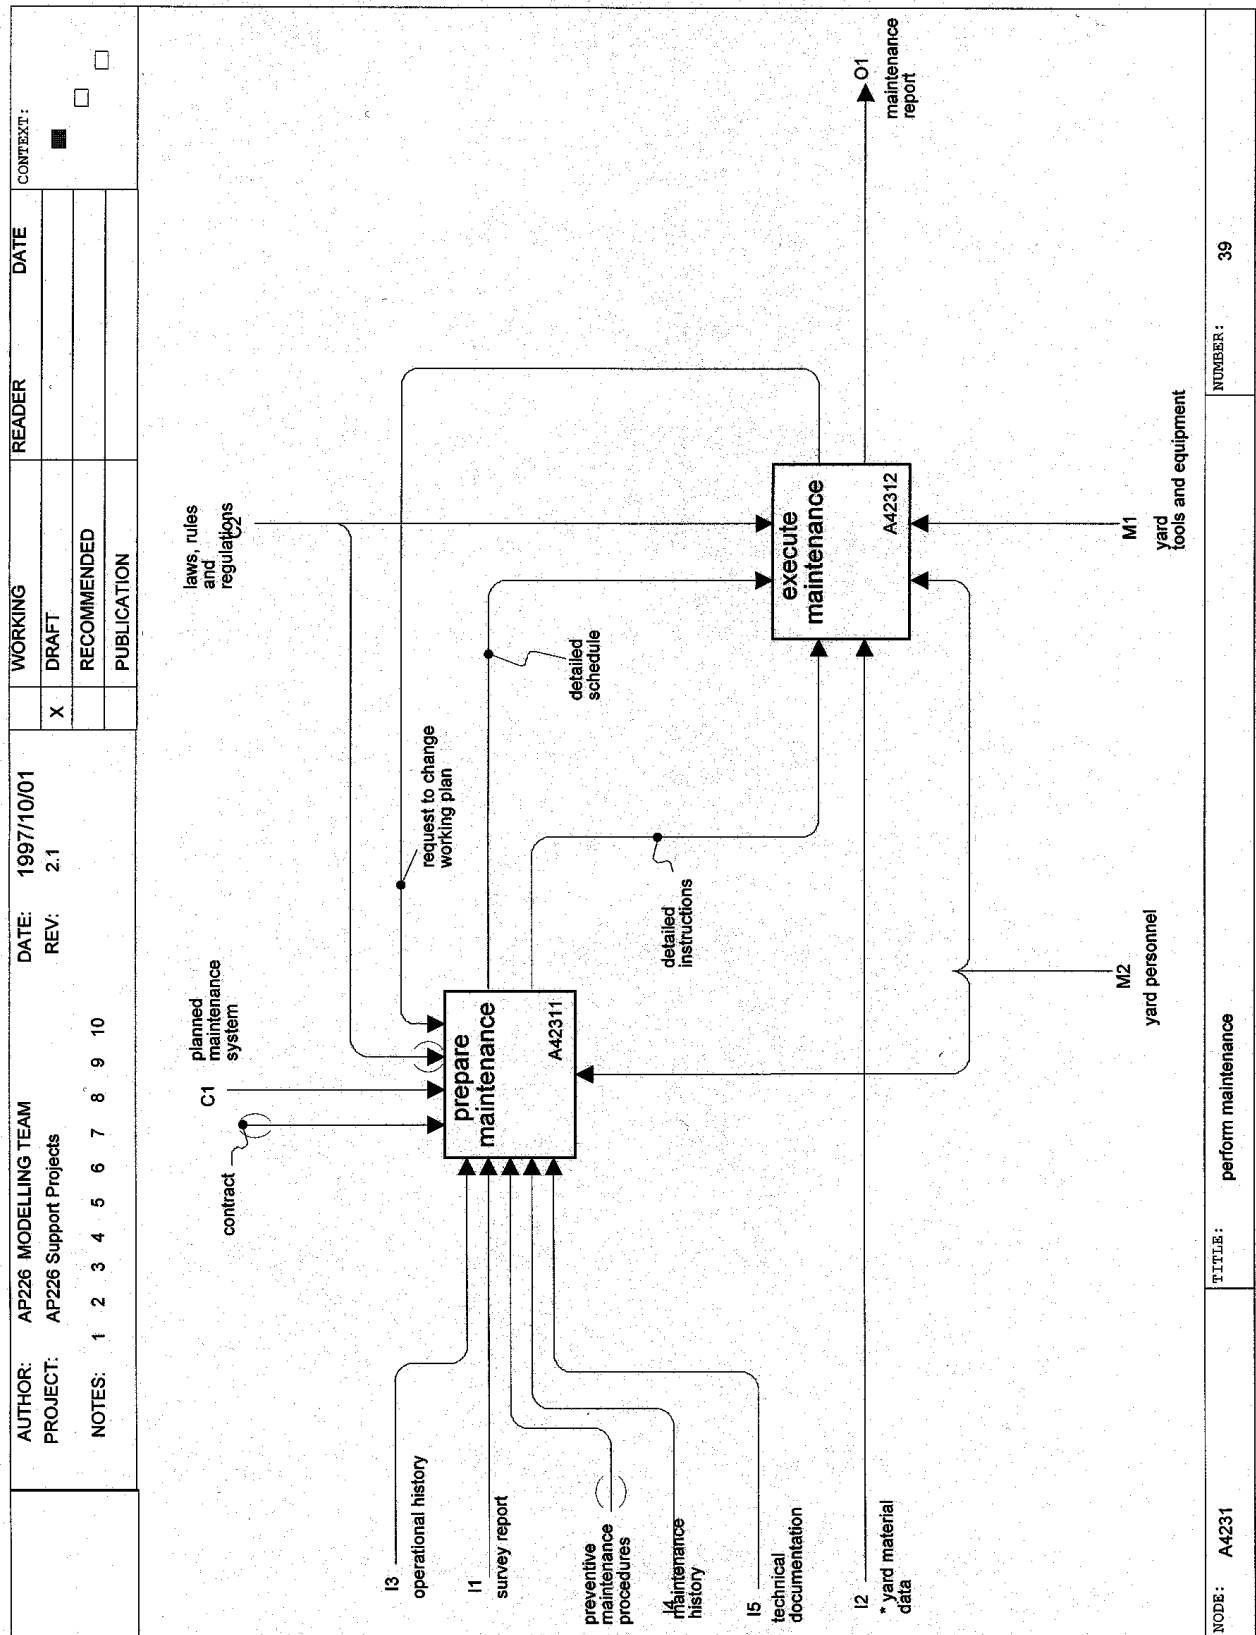 AUTHOR: AP226 MODELLING TEAM
DATE: 1997/10/01
WORKING
READER
DATE
CONTEXT:
PROJECT: AP226 Support Projects
REV: 2.1
X DRAFT
RECOMMENDED
NOTES: 1 2 3 4 5 6 7 8 9 10
PUBLICATION
contract
C1
planned
maintenance
system
laws, rules
and
regulations
C2
request to change
working plan
I3
operational history
I1
survey report
preventive
maintenance
procedures
I4
maintenance
history
I5
technical
documentation
I2
* yard material
data
prepare
maintenance
A42311
detailed
schedule
detailed
instructions
execute
maintenance
A42312
O1
maintenance
report
M2
yard personnel
M1
yard
tools and equipment
NODE: A4231
TITLE: perform maintenance
NUMBER: 39